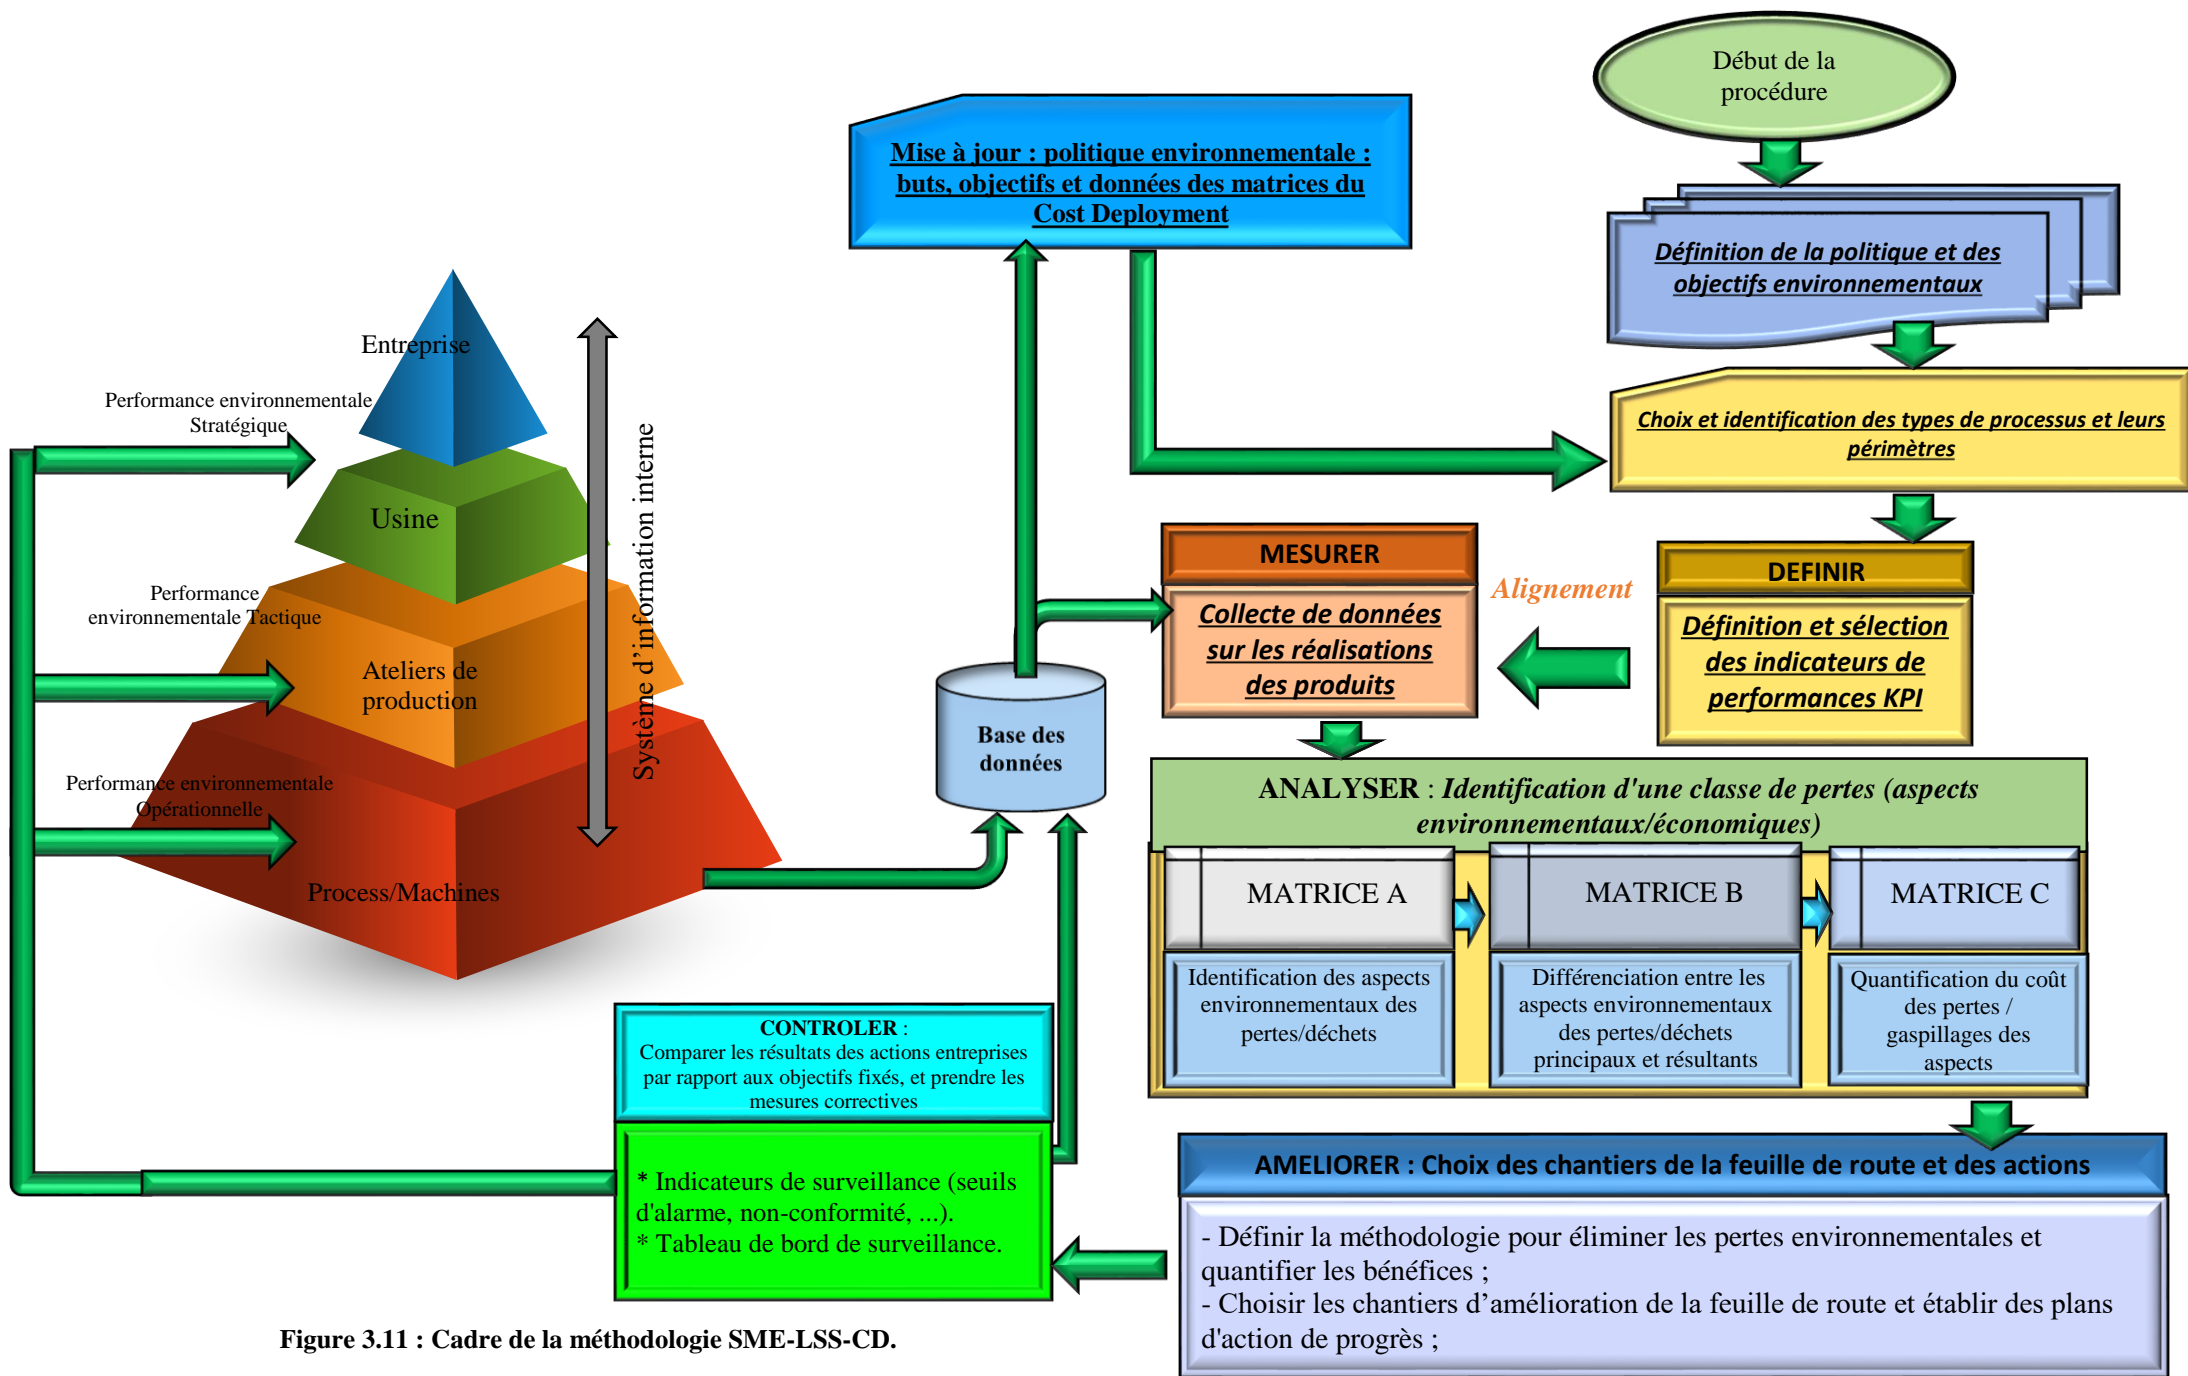 Début de la
procédure
Mise à jour : politique environnementale :
buts, objectifs et données des matrices du
Cost Deployment
Définition de la politique et des
objectifs environnementaux
Choix et identification des types de processus et leurs
périmètres
Entreprise
Performance environnementale
Stratégique
Usine
Performance
environnementale Tactique
Ateliers de
production
Performance environnementale
Opérationnelle
Process/Machines
Système d’information interne
MESURER
Collecte de données
sur les réalisations
des produits
Alignement
DEFINIR
Définition et sélection
des indicateurs de
performances KPI
Base des
données
ANALYSER : Identification d'une classe de pertes (aspects
environnementaux/économiques)
MATRICE A
MATRICE B
MATRICE C
Identification des aspects
environnementaux des
pertes/déchets
Différenciation entre les
aspects environnementaux
des pertes/déchets
principaux et résultants
Quantification du coût
des pertes /
gaspillages des
aspects
CONTROLER :
Comparer les résultats des actions entreprises
par rapport aux objectifs fixés, et prendre les
mesures correctives
* Indicateurs de surveillance (seuils
d'alarme, non-conformité, ...).
* Tableau de bord de surveillance.
AMELIORER : Choix des chantiers de la feuille de route et des actions
- Définir la méthodologie pour éliminer les pertes environnementales et
quantifier les bénéfices ;
- Choisir les chantiers d’amélioration de la feuille de route et établir des plans
d'action de progrès ;
Figure 3.11 : Cadre de la méthodologie SME-LSS-CD.